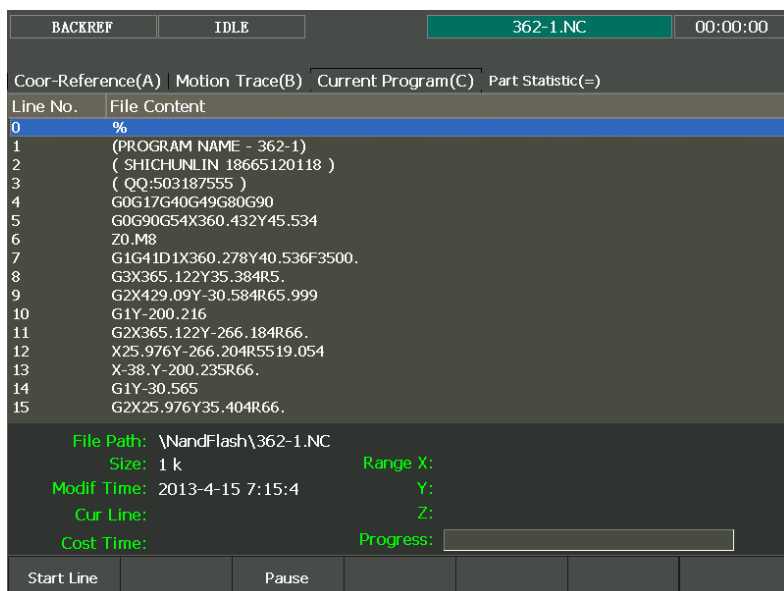 BACKREF IDLE 362-1.NC 00:00:00
Coor-Reference(A) Motion Trace(B) Current Program(C) Part Statistic(=)
Line No. File Content
0 %
1 (PROGRAM NAME - 362-1)
2 ( SHICHUNLIN 18665120118 )
3 ( QQ:503187555 )
4 G0G17G40G49G80G90
5 G0G90G54X360.432Y45.534
6 Z0.M8
7 G1G41D1X360.278Y40.536F3500.
8 G3X365.122Y35.384R5.
9 G2X429.09Y-30.584R65.999
10 G1Y-200.216
11 G2X365.122Y-266.184R66.
12 X25.976Y-266.204R5519.054
13 X-38.Y-200.235R66.
14 G1Y-30.565
15 G2X25.976Y35.404R66.
File Path: \NandFlash\362-1.NC
Size: 1 k Range X:
Modif Time: 2013-4-15 7:15:4 Y:
Cur Line: Z:
Cost Time: Progress:
Start Line Pause